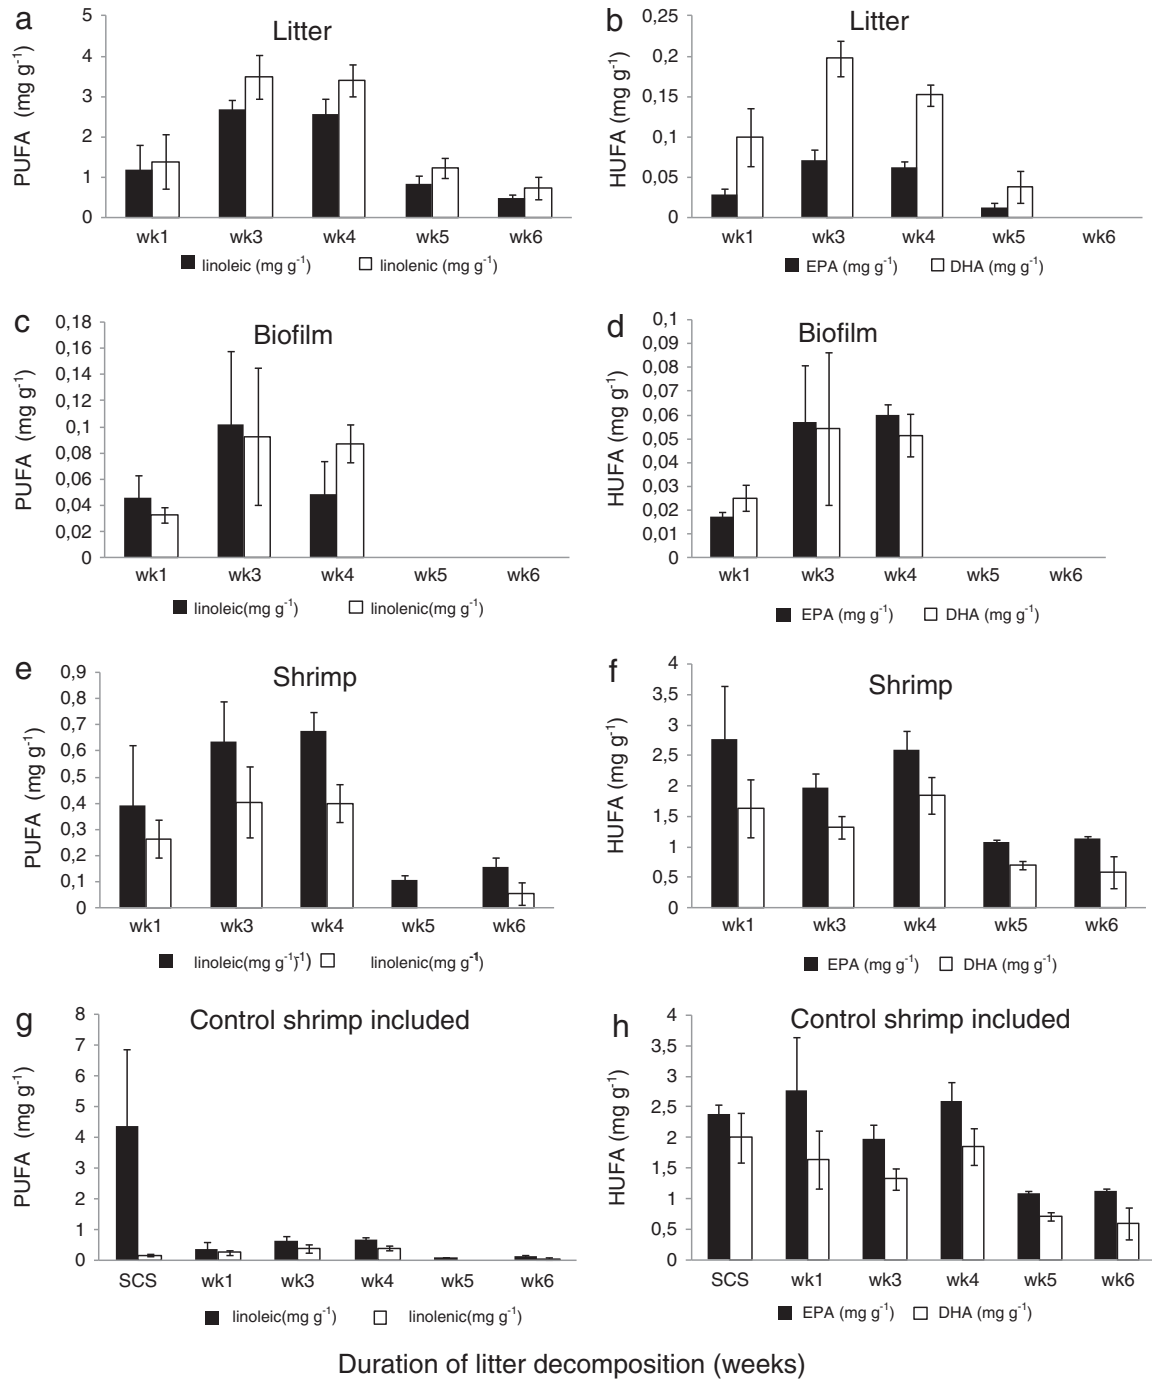 a
Litter
PUFA (mg g-1)
5
4
3
2
1
0
wk1 wk3 wk4 wk5 wk6
linoleic (mg g-1) linolenic (mg g-1)
b
Litter
HUFA (mg g-1)
0,25
0,2
0,15
0,1
0,05
0
wk1 wk3 wk4 wk5 wk6
EPA (mg g-1) DHA (mg g-1)
c
Biofilm
PUFA (mg g-1)
0,18
0,16
0,14
0,12
0,1
0,08
0,06
0,04
0,02
0
wk1 wk3 wk4 wk5 wk6
linoleic(mg g-1) linolenic(mg g-1)
d
Biofilm
HUFA (mg g-1)
0,1
0,09
0,08
0,07
0,06
0,05
0,04
0,03
0,02
0,01
0
wk1 wk3 wk4 wk5 wk6
EPA (mg g-1) DHA (mg g-1)
e
Shrimp
PUFA (mg g-1)
0,9
0,8
0,7
0,6
0,5
0,4
0,3
0,2
0,1
0
wk1 wk3 wk4 wk5 wk6
linoleic(mg g-1)-1) linolenic(mg g-1)
f
Shrimp
HUFA (mg g-1)
4
3,5
3
2,5
2
1,5
1
0,5
0
wk1 wk3 wk4 wk5 wk6
EPA (mg g-1) DHA (mg g-1)
g
Control shrimp included
PUFA (mg g-1)
8
7
6
5
4
3
2
1
0
SCS wk1 wk3 wk4 wk5 wk6
linoleic(mg g-1) linolenic(mg g-1)
h
Control shrimp included
HUFA (mg g-1)
4
3,5
3
2,5
2
1,5
1
0,5
0
SCS wk1 wk3 wk4 wk5 wk6
EPA (mg g-1) DHA (mg g-1)
Duration of litter decomposition (weeks)